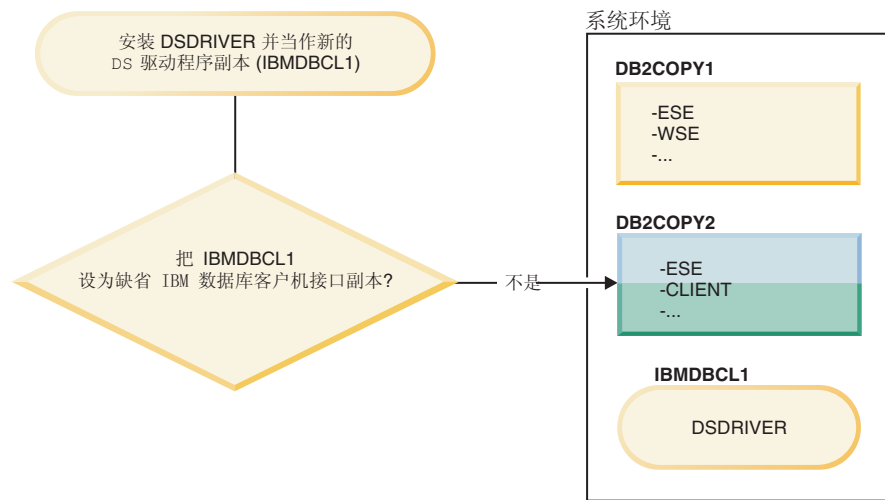 安装 DSDRIVER 并当作新的
DS 驱动程序副本 (IBMDBCL1)
把 IBMDBCL1
设为缺省 IBM 数据库客户机接口副本?
不是
系统环境
DB2COPY1
-ESE
-WSE
-...
DB2COPY2
-ESE
-CLIENT
-...
IBMDBCL1
DSDRIVER